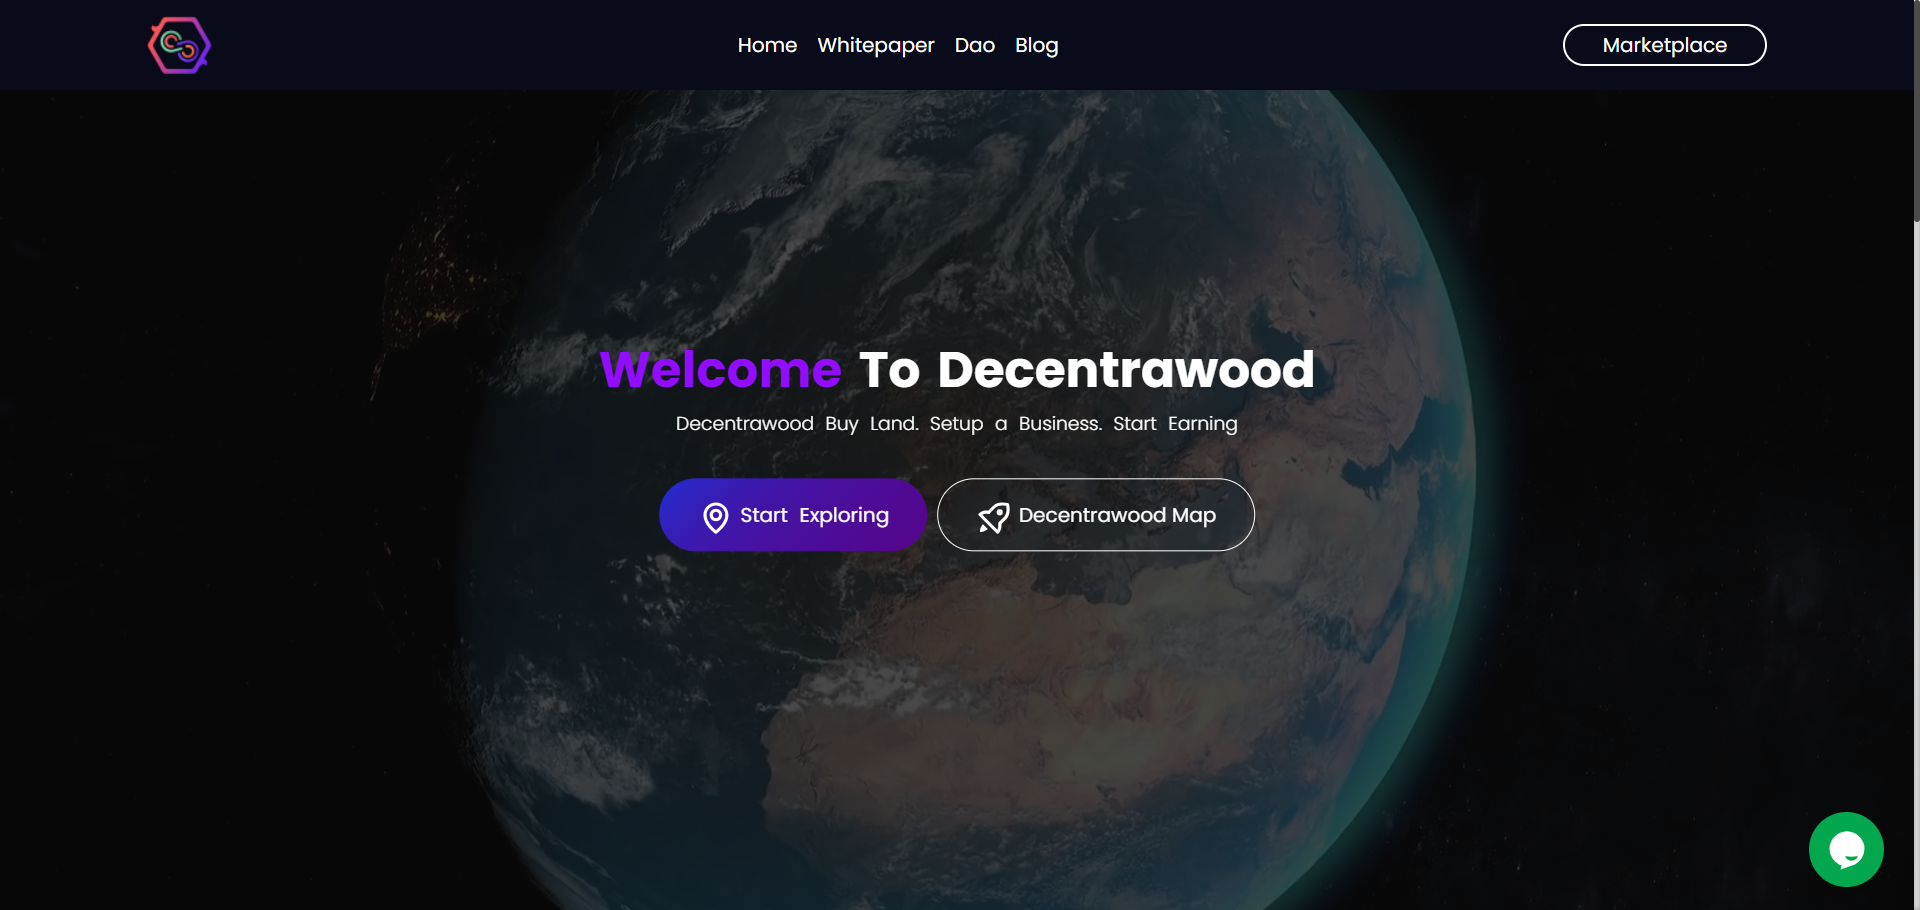 Home Whitepaper Dao Blog Marketplace
Welcome To Decentrawood
Decentrawood Buy Land. Setup a Business. Start Earning
Start Exploring Decentrawood Map